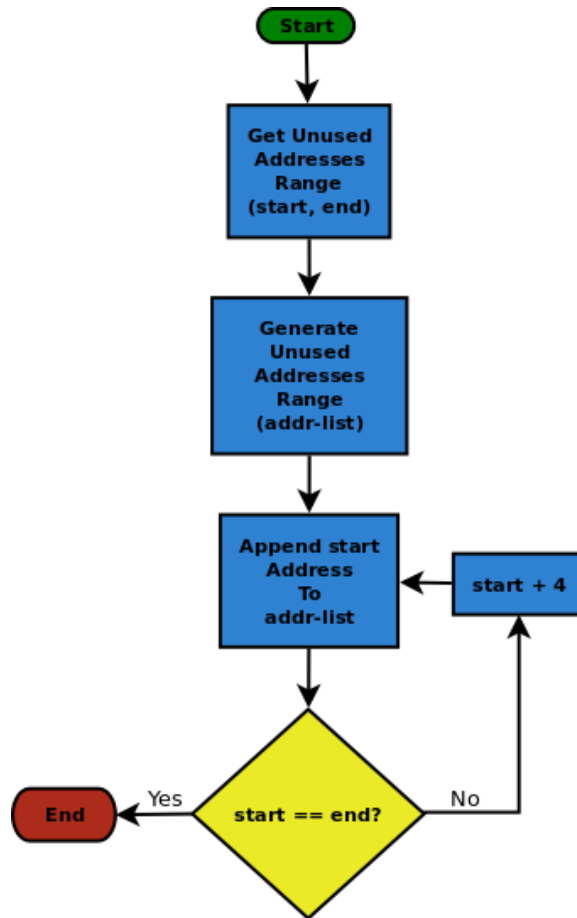 Start
Get Unused
Addresses
Range
(start, end)
Generate
Unused
Addresses
Range
(addr-list)
Append start
Address
To
addr-list
start + 4
start == end?
Yes
No
End